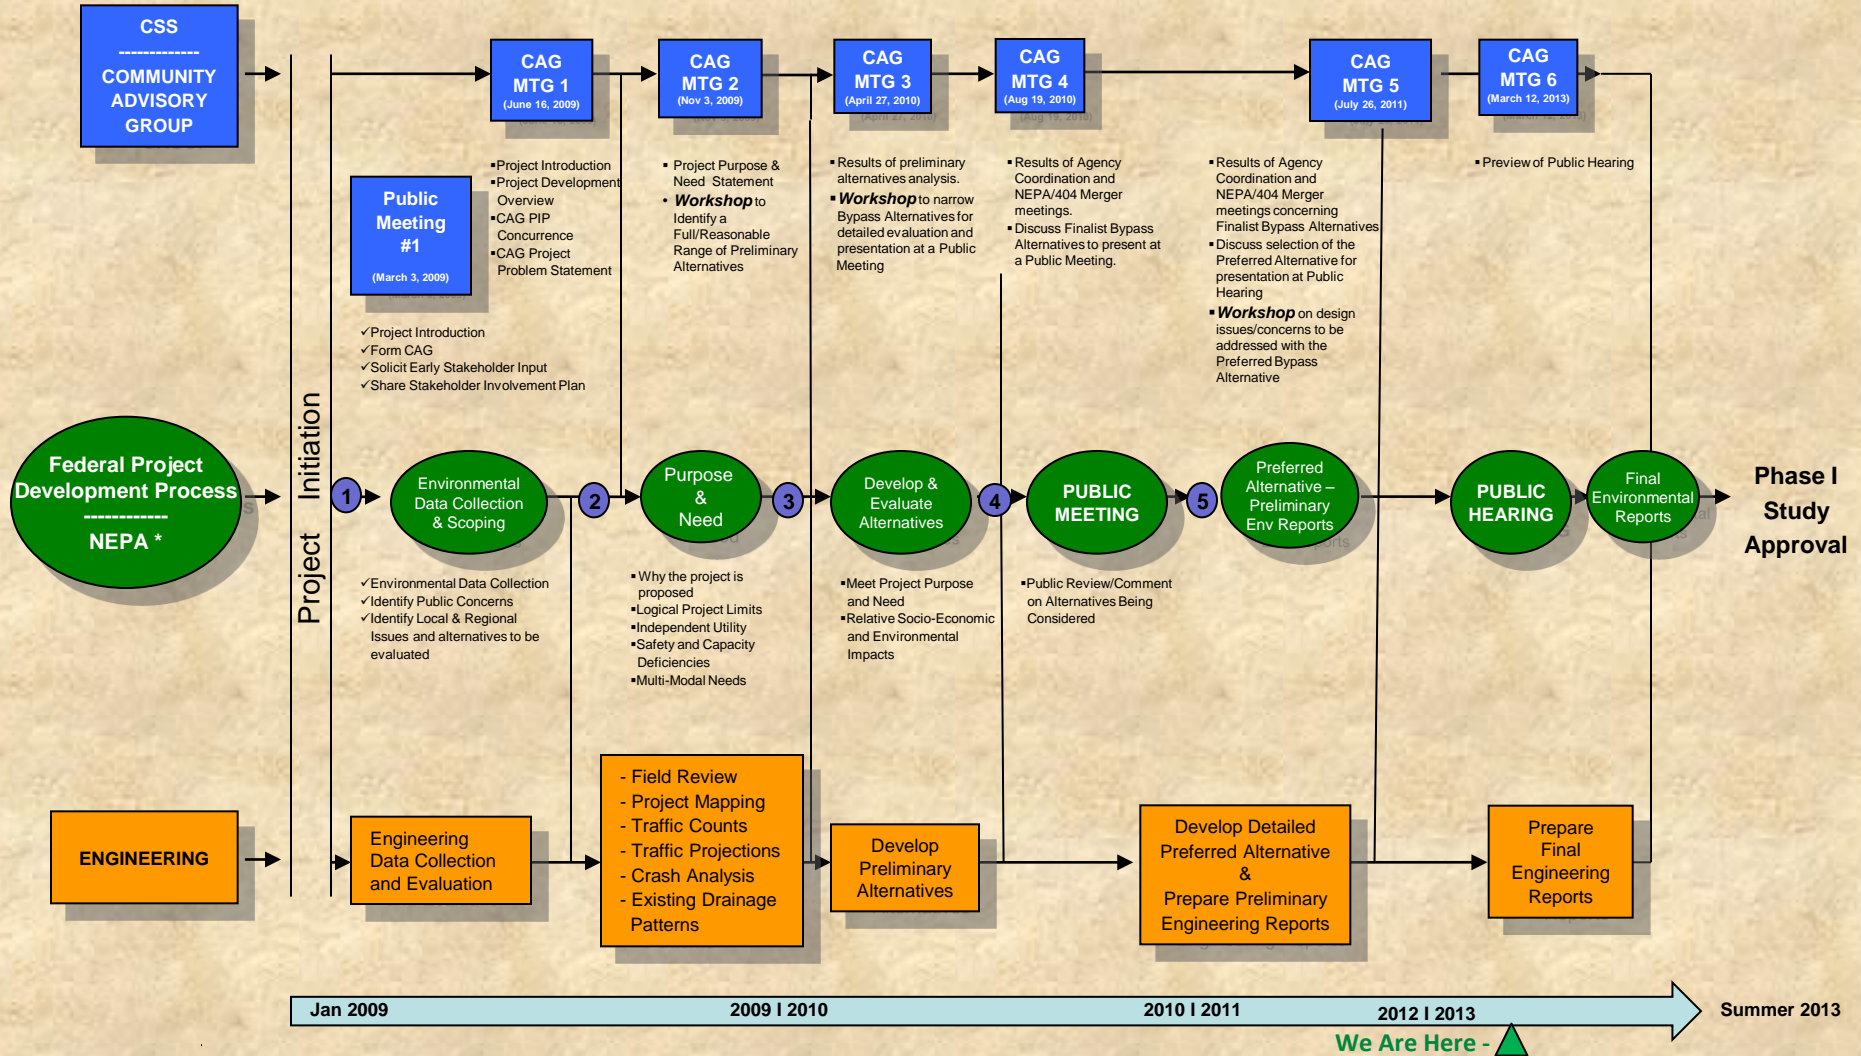 CSS
-------------
COMMUNITY
ADVISORY
GROUP
CAG
MTG 1
(June 16, 2009)
CAG
MTG 2
(Nov 3, 2009)
CAG
MTG 3
(April 27, 2010)
CAG
MTG 4
(Aug 19, 2010)
CAG
MTG 5
(July 26, 2011)
CAG
MTG 6
(March 12, 2013)
Public
Meeting
#1
(March 3, 2009)
▪Project Introduction
▪Project Development
Overview
▪CAG PIP
Concurrence
▪CAG Project
Problem Statement
▪ Project Purpose &
Need Statement
• Workshop to
Identify a
Full/Reasonable
Range of Preliminary
Alternatives
▪Results of preliminary
alternatives analysis.
▪Workshop to narrow
Bypass Alternatives for
detailed evaluation and
presentation at a Public
Meeting
▪Results of Agency
Coordination and
NEPA/404 Merger
meetings.
▪Discuss Finalist Bypass
Alternatives to present at
a Public Meeting.
▪Results of Agency
Coordination and
NEPA/404 Merger
meetings concerning
Finalist Bypass Alternatives
▪Discuss selection of the
Preferred Alternative for
presentation at Public
Hearing
▪Workshop on design
issues/concerns to be
addressed with the
Preferred Bypass
Alternative
▪Preview of Public Hearing
✓Project Introduction
✓Form CAG
✓Solicit Early Stakeholder Input
✓Share Stakeholder Involvement Plan
Project Initiation
Federal Project
Development Process
------------
NEPA *
1
Environmental
Data Collection
& Scoping
2
Purpose
&
Need
3
Develop &
Evaluate
Alternatives
4
PUBLIC
MEETING
5
Preferred
Alternative –
Preliminary
Env Reports
PUBLIC
HEARING
Final
Environmental
Reports
Phase I
Study
Approval
✓Environmental Data Collection
✓Identify Public Concerns
✓Identify Local & Regional
Issues and alternatives to be
evaluated
▪Why the project is
proposed
▪Logical Project Limits
▪Independent Utility
▪Safety and Capacity
Deficiencies
▪Multi-Modal Needs
▪Meet Project Purpose
and Need
▪Relative Socio-Economic
and Environmental
Impacts
▪Public Review/Comment
on Alternatives Being
Considered
ENGINEERING
Engineering
Data Collection
and Evaluation
- Field Review
- Project Mapping
- Traffic Counts
- Traffic Projections
- Crash Analysis
- Existing Drainage
Patterns
Develop
Preliminary
Alternatives
Develop Detailed
Preferred Alternative
&
Prepare Preliminary
Engineering Reports
Prepare
Final
Engineering
Reports
Jan 2009
2009 I 2010
2010 I 2011
2012 I 2013
Summer 2013
We Are Here -